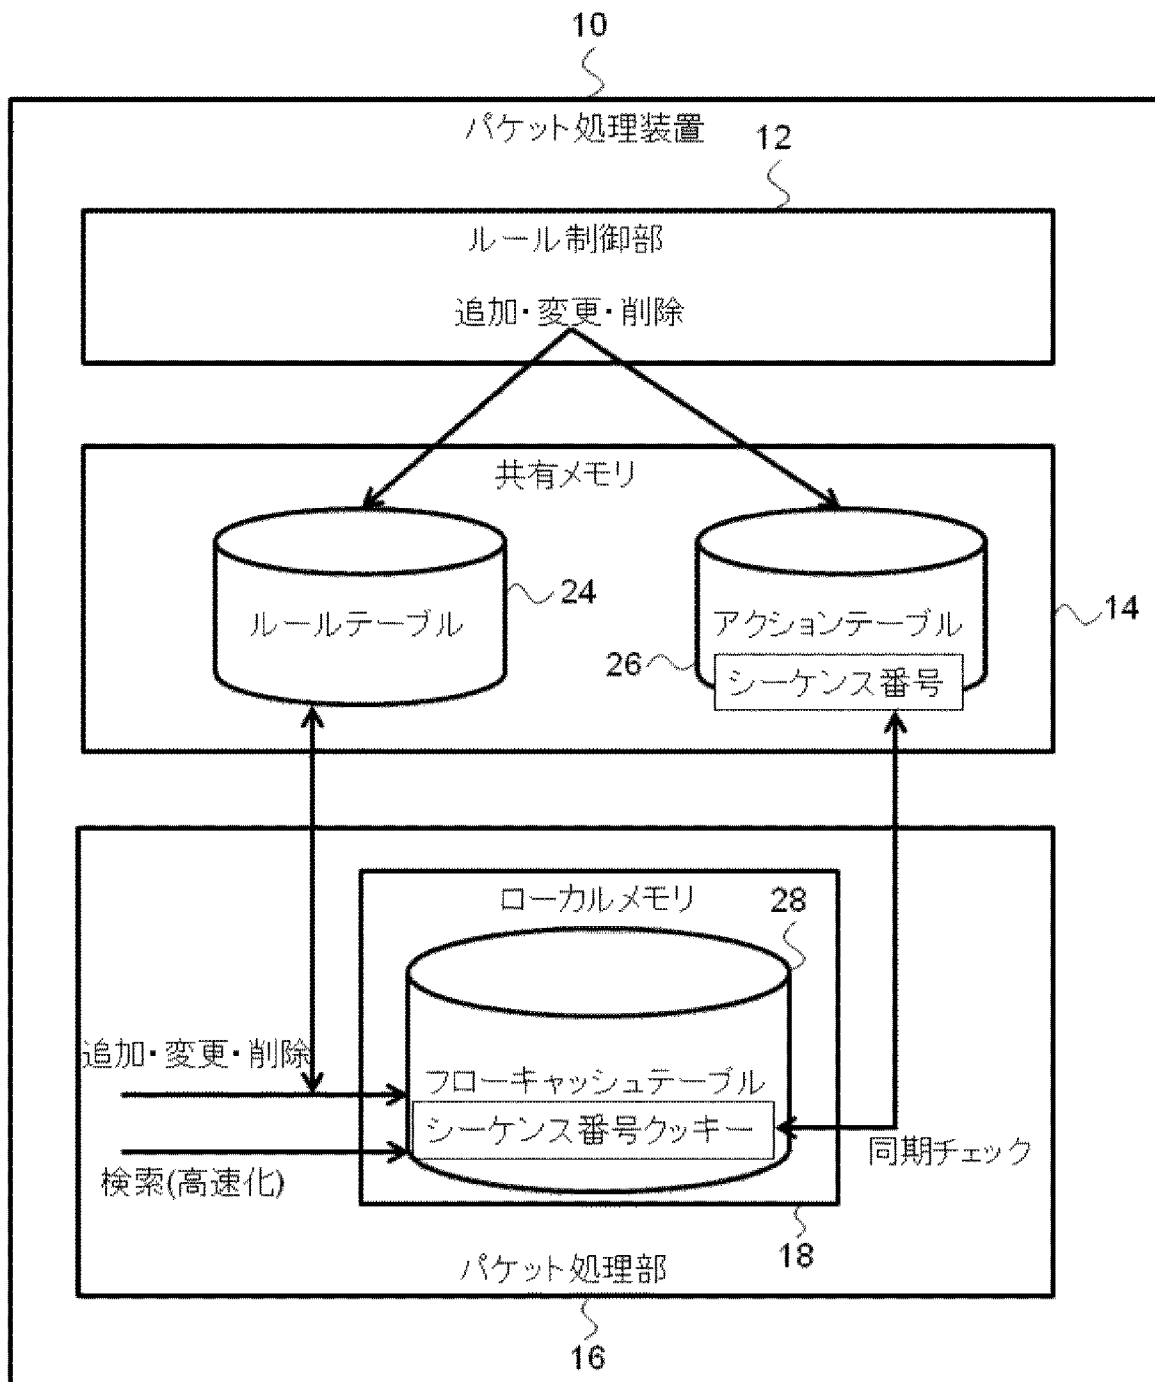 10
パケット処理装置
12
ルール制御部
追加・変更・削除
共有メモリ
ルールテーブル
24
アクションテーブル
14
26
シーケンス番号
ローカルメモリ
28
追加・変更・削除
フローキャッシュテーブル
シーケンス番号クッキー
同期チェック
検索(高速化)
18
パケット処理部
16